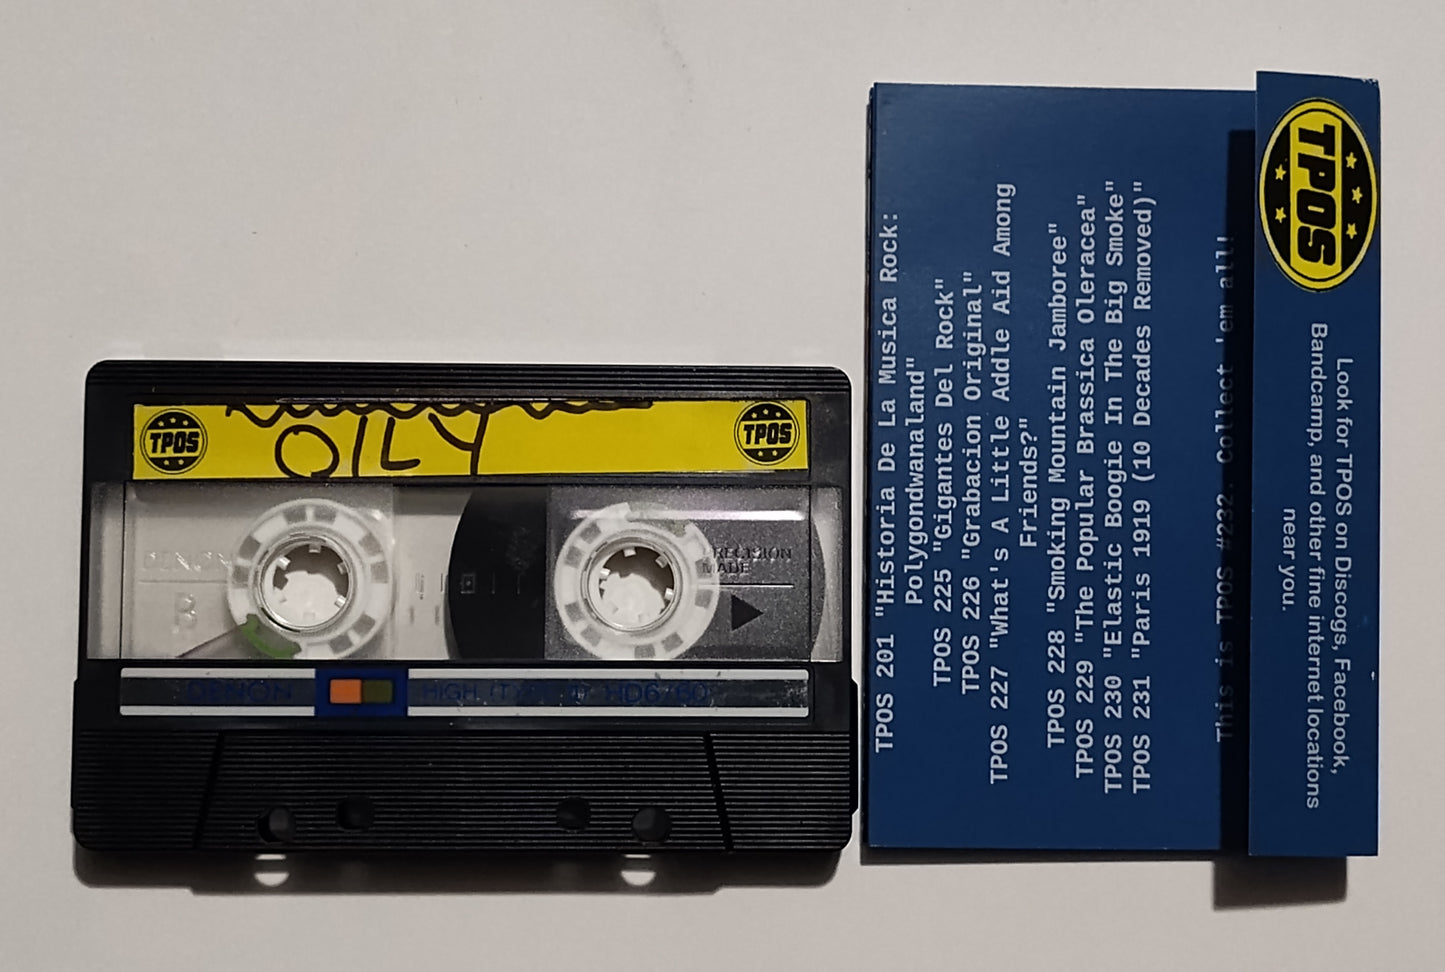 TPOS
OILY
TPOS
DENON
B
PRECISION
MADE
DENON HIGH HD6/60
TPOS 201 "Historia De La Musica Rock:
Polygondwanaland"
TPOS 225 "Gigantes Del Rock"
TPOS 226 "Grabacion Original"
TPOS 227 "What's A Little Addle Aid Among
Friends?"
TPOS 228 "Smoking Mountain Jamboree"
TPOS 229 "The Popular Brassica Oleracea"
TPOS 230 "Elastic Boogie In The Big Smoke"
TPOS 231 "Paris 1919 (10 Decades Removed)"
This is TPOS #232. Collect 'em all!
TPOS
Look for TPOS on Discogs, Facebook,
Bandcamp, and other fine internet locations
near you.